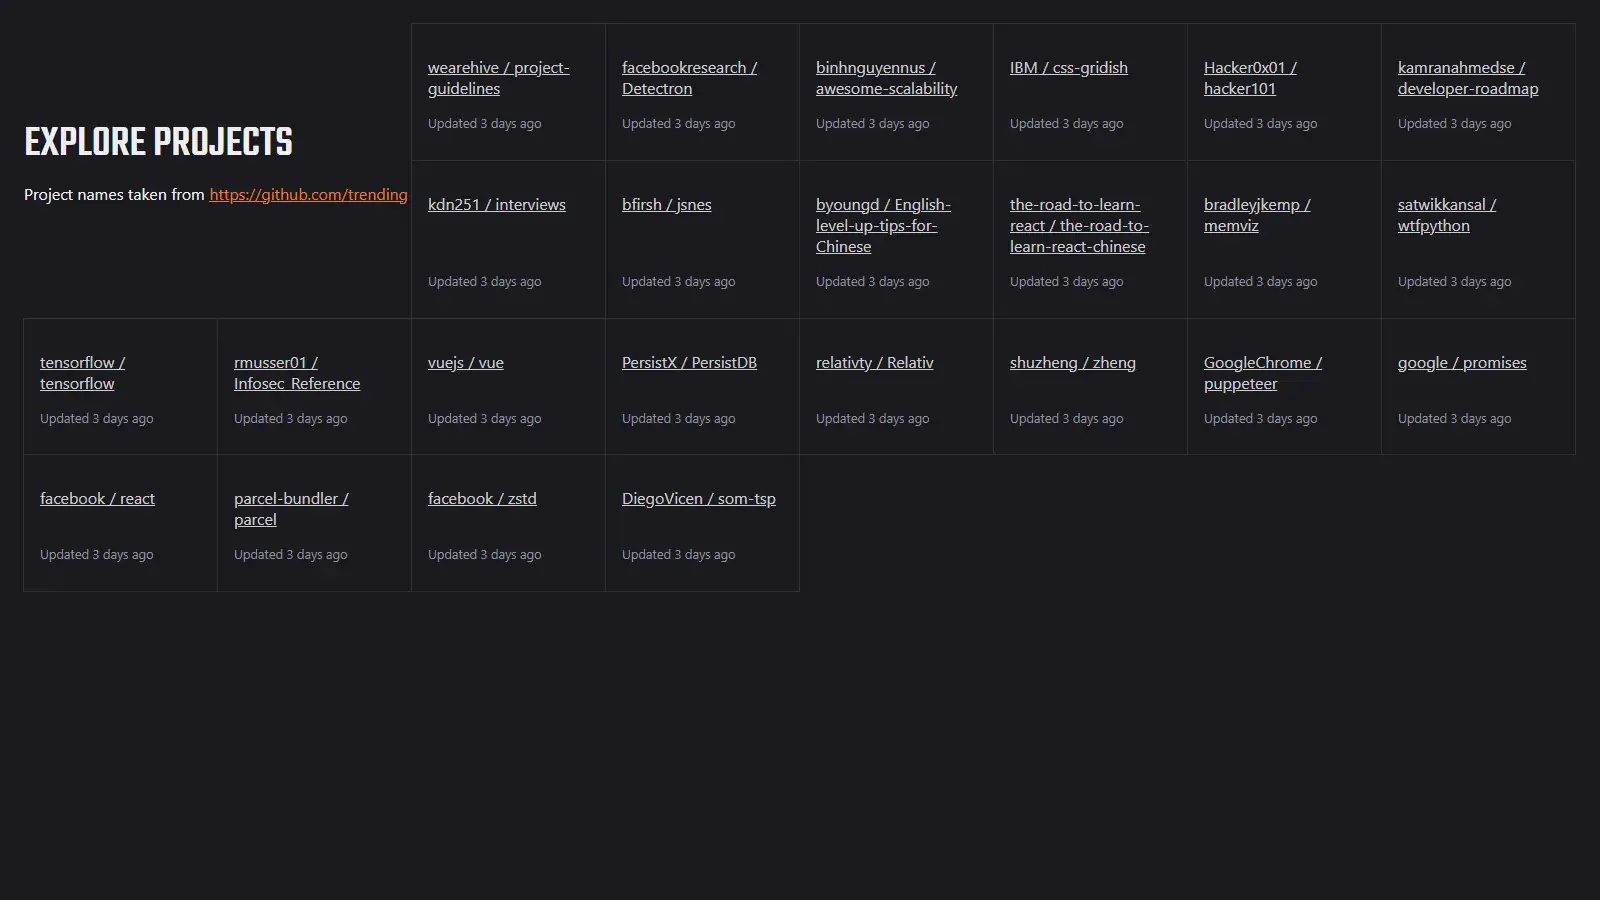 EXPLORE PROJECTS
Project names taken from https://github.com/trending
wearehive / project-
guidelines
Updated 3 days ago
facebookresearch /
Detectron
Updated 3 days ago
binhnguyennus /
awesome-scalability
Updated 3 days ago
IBM / css-gridish
Updated 3 days ago
Hacker0x01 /
hacker101
Updated 3 days ago
kamranahmedse /
developer-roadmap
Updated 3 days ago
kdn251 / interviews
Updated 3 days ago
bfirsh / jsnes
Updated 3 days ago
byoungd / English-
level-up-tips-for-
Chinese
Updated 3 days ago
the-road-to-learn-
react / the-road-to-
learn-react-chinese
Updated 3 days ago
bradleyjkemp /
memviz
Updated 3 days ago
satwikkansal /
wtfpython
Updated 3 days ago
tensorflow /
tensorflow
Updated 3 days ago
rmusser01 /
Infosec_Reference
Updated 3 days ago
vuejs / vue
Updated 3 days ago
PersistX / PersistDB
Updated 3 days ago
relativty / Relativ
Updated 3 days ago
shuzheng / zheng
Updated 3 days ago
GoogleChrome /
puppeteer
Updated 3 days ago
google / promises
Updated 3 days ago
facebook / react
Updated 3 days ago
parcel-bundler /
parcel
Updated 3 days ago
facebook / zstd
Updated 3 days ago
DiegoVicen / som-tsp
Updated 3 days ago